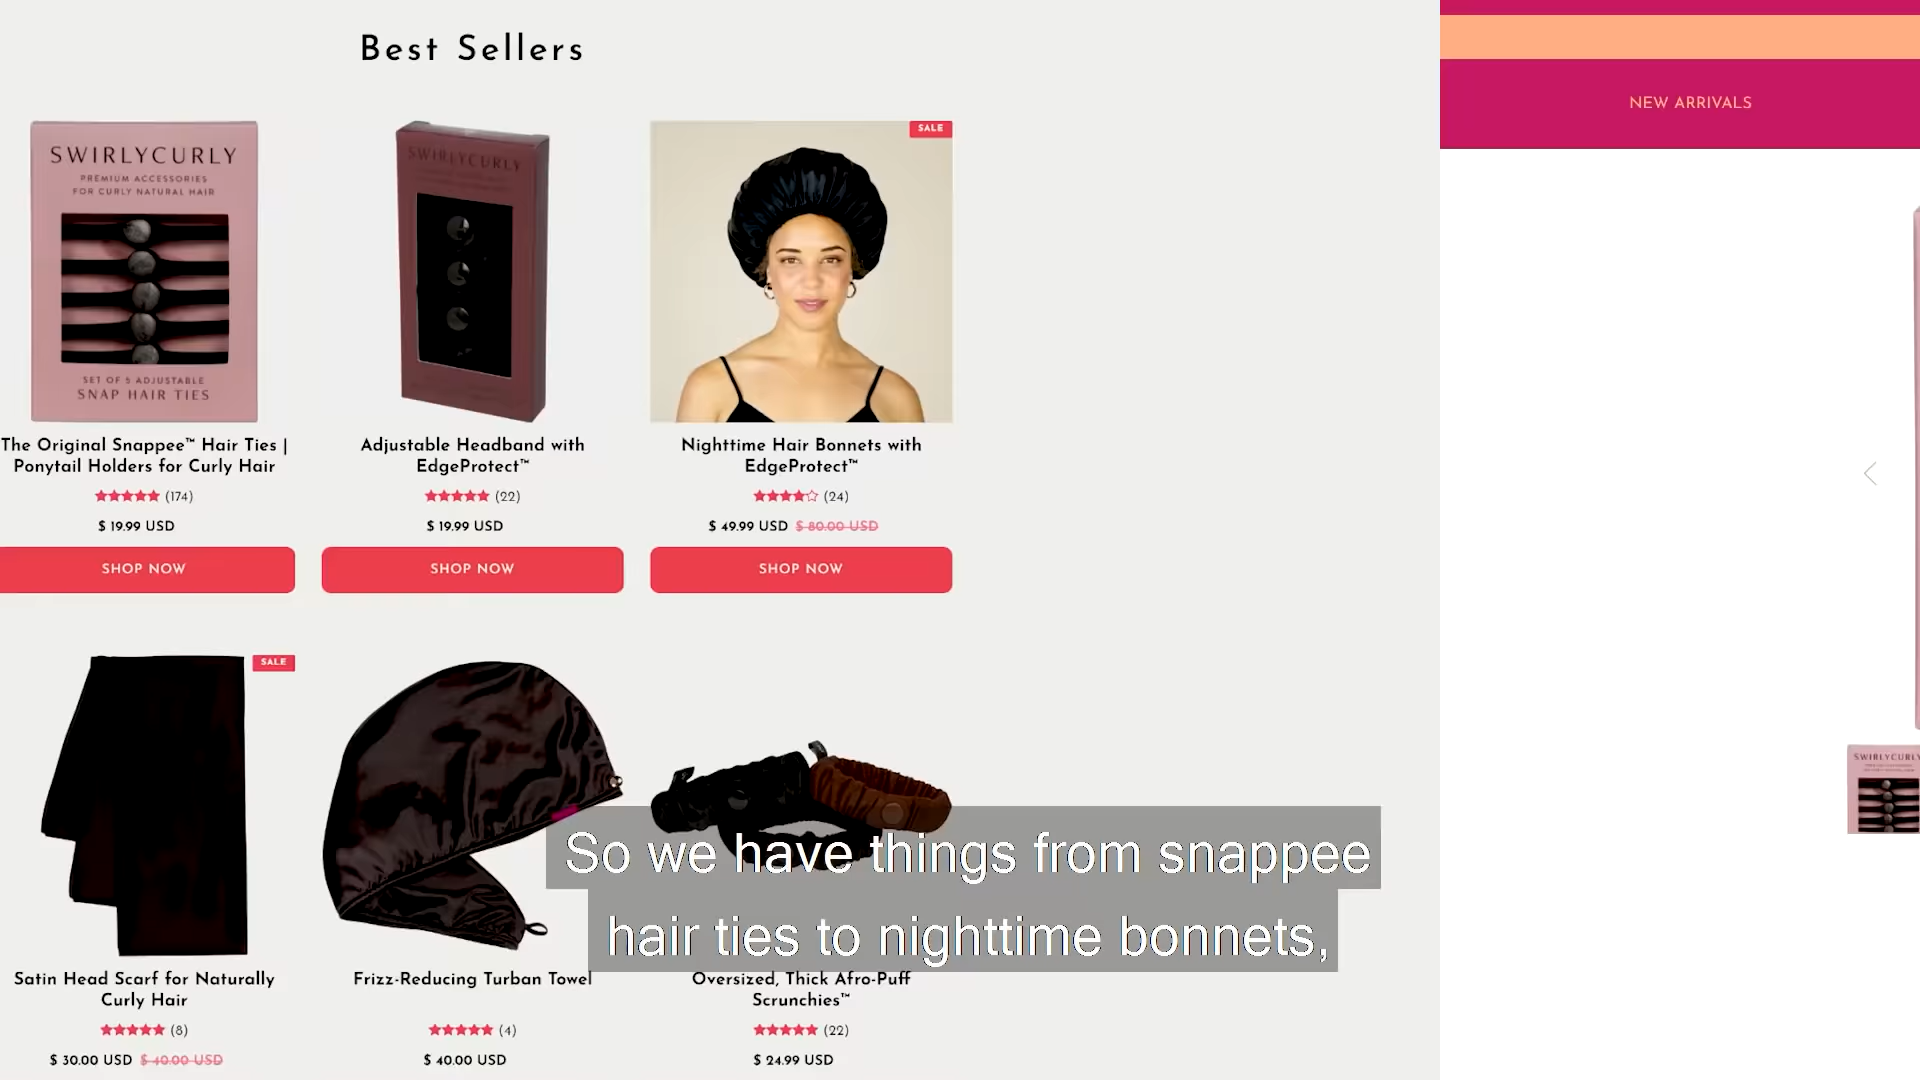 Best Sellers
NEW ARRIVALS
SWIRLYCURLY
PREMIUM ACCESSORIES
FOR CURLY NATURAL HAIR
SET OF 5 ADJUSTABLE
SNAP HAIR TIES
SWIRLYCURLY
SALE
The Original Snappee™ Hair Ties |
Ponytail Holders for Curly Hair
(174)
$ 19.99 USD
SHOP NOW
Adjustable Headband with
EdgeProtect™
(22)
$ 19.99 USD
SHOP NOW
Nighttime Hair Bonnets with
EdgeProtect™
(24)
$ 49.99 USD $ 80.00 USD
SHOP NOW
SALE
SWIRLYCURLY
So we have things from snappee
hair ties to nighttime bonnets,
Satin Head Scarf for Naturally
Curly Hair
(8)
$ 30.00 USD $ 40.00 USD
Frizz-Reducing Turban Towel
(4)
$ 40.00 USD
Oversized, Thick Afro-Puff
Scrunchies™
(22)
$ 24.99 USD